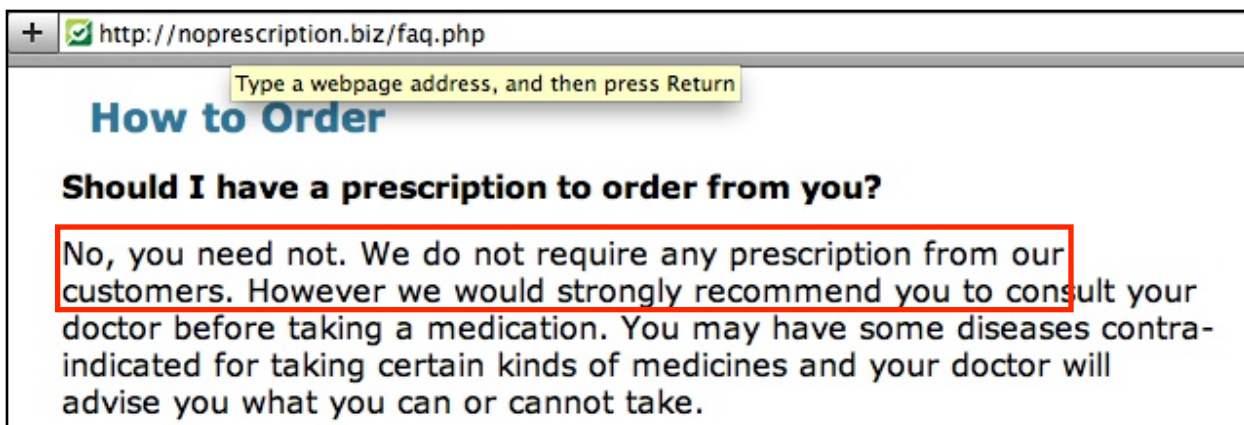 + http://noprescription.biz/faq.php
Type a webpage address, and then press Return
How to Order
Should I have a prescription to order from you?
No, you need not. We do not require any prescription from our
customers. However we would strongly recommend you to consult your
doctor before taking a medication. You may have some diseases contra-
indicated for taking certain kinds of medicines and your doctor will
advise you what you can or cannot take.